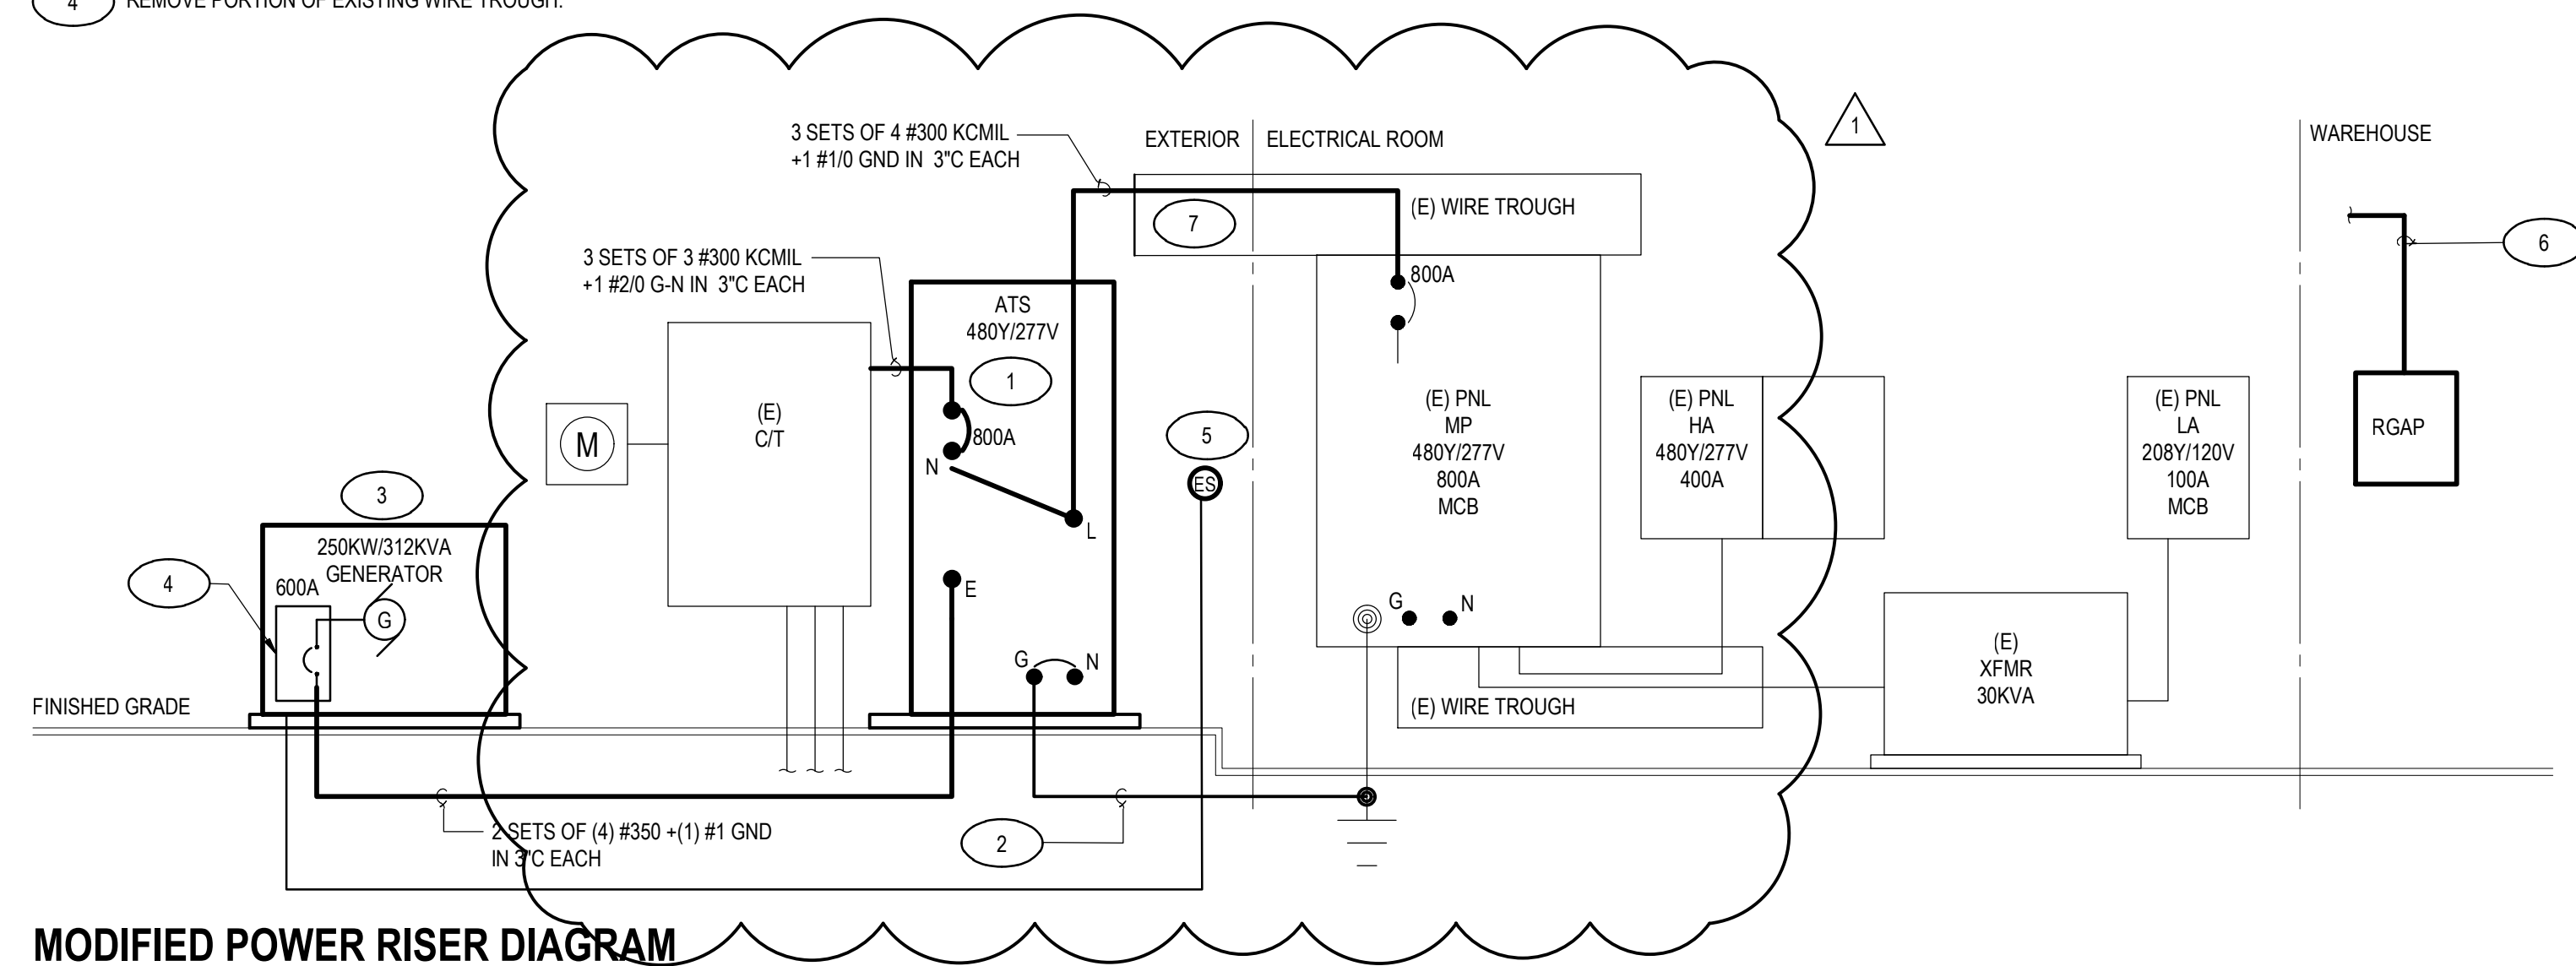 4 REMOVE PORTION OF EXISTING WIRE TROUGH.
3 SETS OF 4 #300 KCMIL
+1 #1/0 GND IN 3"C EACH
EXTERIOR
ELECTRICAL ROOM
1
WAREHOUSE
3 SETS OF 3 #300 KCMIL
+1 #2/0 G-N IN 3"C EACH
7
(E) WIRE TROUGH
6
800A
ATS
480Y/277V
1
800A
N
L
E
G
N
M
(E)
C/T
5
ES
(E) PNL
MP
480Y/277V
800A
MCB
G
N
(E) PNL
HA
480Y/277V
400A
(E) PNL
LA
208Y/120V
100A
MCB
RGAP
3
250KW/312KVA
GENERATOR
600A
G
4
(E)
XFMR
30KVA
FINISHED GRADE
(E) WIRE TROUGH
2 SETS OF (4) #350 +(1) #1 GND
IN 3"C EACH
2
MODIFIED POWER RISER DIAGRAM